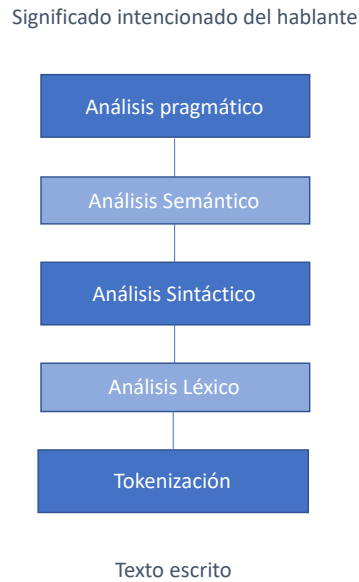 Significado intencionado del hablante
Análisis pragmático
Análisis Semántico
Análisis Sintáctico
Análisis Léxico
Tokenización
Texto escrito